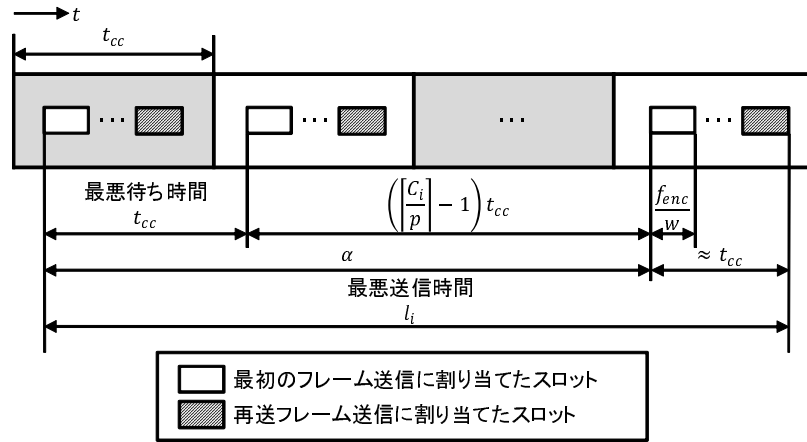 t
t_cc
… … … …
最悪待ち時間
t_cc
(⌈C_i/p⌉ − 1) t_cc
f_enc/w
α
≈ t_cc
最悪送信時間
l_i
最初のフレーム送信に割り当てたスロット
再送フレーム送信に割り当てたスロット